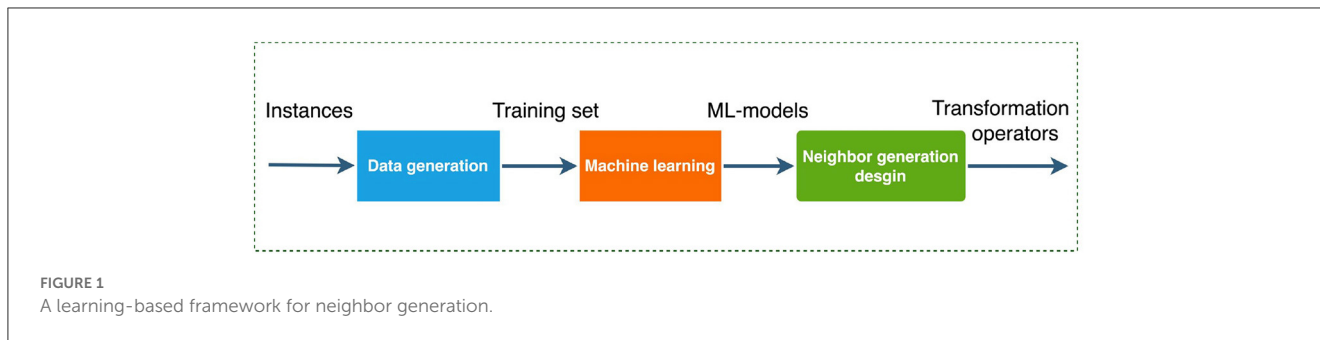 Instances
Data generation
Training set
Machine learning
ML-models
Neighbor generation
desgin
Transformation
operators
FIGURE 1
A learning-based framework for neighbor generation.